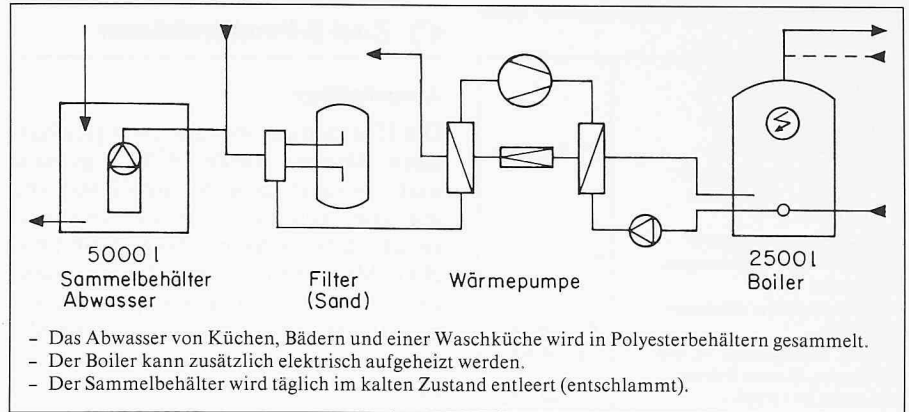 5000 l
Sammelbehälter
Abwasser
Filter
(Sand)
Wärmepumpe
2500 l
Boiler
– Das Abwasser von Küchen, Bädern und einer Waschküche wird in Polyesterbehältern gesammelt.
– Der Boiler kann zusätzlich elektrisch aufgeheizt werden.
– Der Sammelbehälter wird täglich im kalten Zustand entleert (entschlammt).